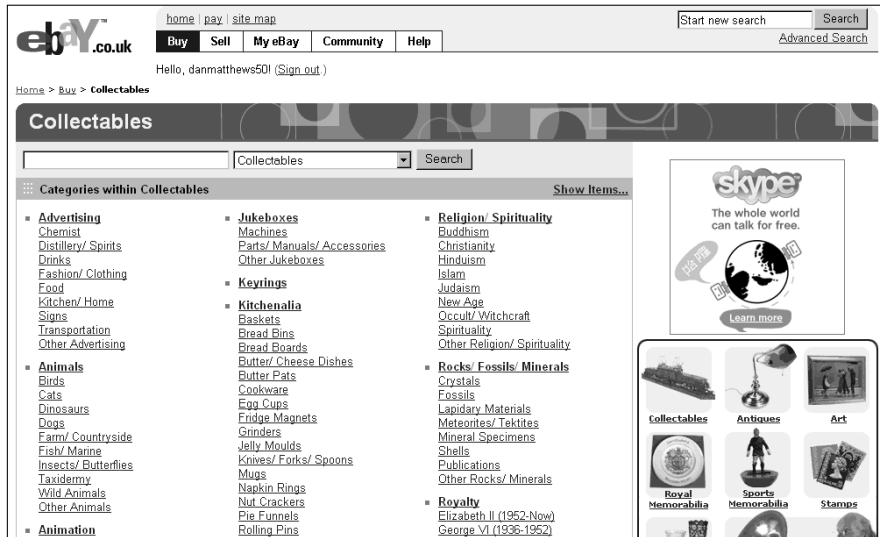 ebaY™.co.uk
home | pay | site map
Start new search Search
Buy Sell My eBay Community Help
Advanced Search
Hello, danmatthews50! (Sign out.)
Home > Buy > Collectables
Collectables
Collectables Search
Categories within Collectables Show Items...
Advertising
Chemist
Distillery/ Spirits
Drinks
Fashion/ Clothing
Food
Kitchen/ Home
Signs
Transportation
Other Advertising
Animals
Birds
Cats
Dinosaurs
Dogs
Farm/ Countryside
Fish/ Marine
Insects/ Butterflies
Taxidermy
Wild Animals
Other Animals
Animation
Jukeboxes
Machines
Parts/ Manuals/ Accessories
Other Jukeboxes
Keyrings
Kitchenalia
Baskets
Bread Bins
Bread Boards
Butter/ Cheese Dishes
Butter Pats
Cookware
Egg Cups
Fridge Magnets
Grinders
Jelly Moulds
Knives/ Forks/ Spoons
Mugs
Napkin Rings
Nut Crackers
Pie Funnels
Rolling Pins
Religion/ Spirituality
Buddhism
Christianity
Hinduism
Islam
Judaism
New Age
Occult/ Witchcraft
Spirituality
Other Religion/ Spirituality
Rocks/ Fossils/ Minerals
Crystals
Fossils
Lapidary Materials
Meteorites/ Tektites
Mineral Specimens
Shells
Publications
Other Rocks/ Minerals
Royalty
Elizabeth II (1952-Now)
George VI (1936-1952)
skype
The whole world
can talk for free.
Learn more
Collectables Antiques Art
Royal Memorabilia
Sports Memorabilia
Stamps